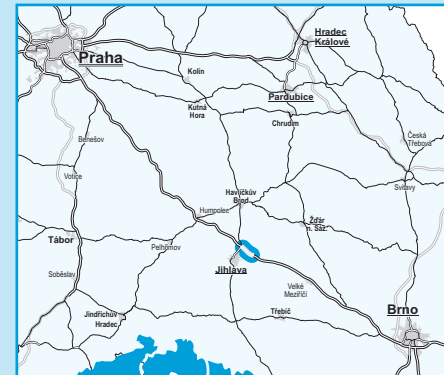 Hradec
Králové
Praha
Kolín
Pardubice
Kutná
Hora
Chrudim
Česká
Třebová
Benešov
Votice
Svitavy
Havlíčkův
Brod
Humpolec
Žďár
n. Sáz.
Tábor
Pelhřimov
Jihlava
Soběslav
Velké
Meziříčí
Jindřichův
Hradec
Třebíč
Brno